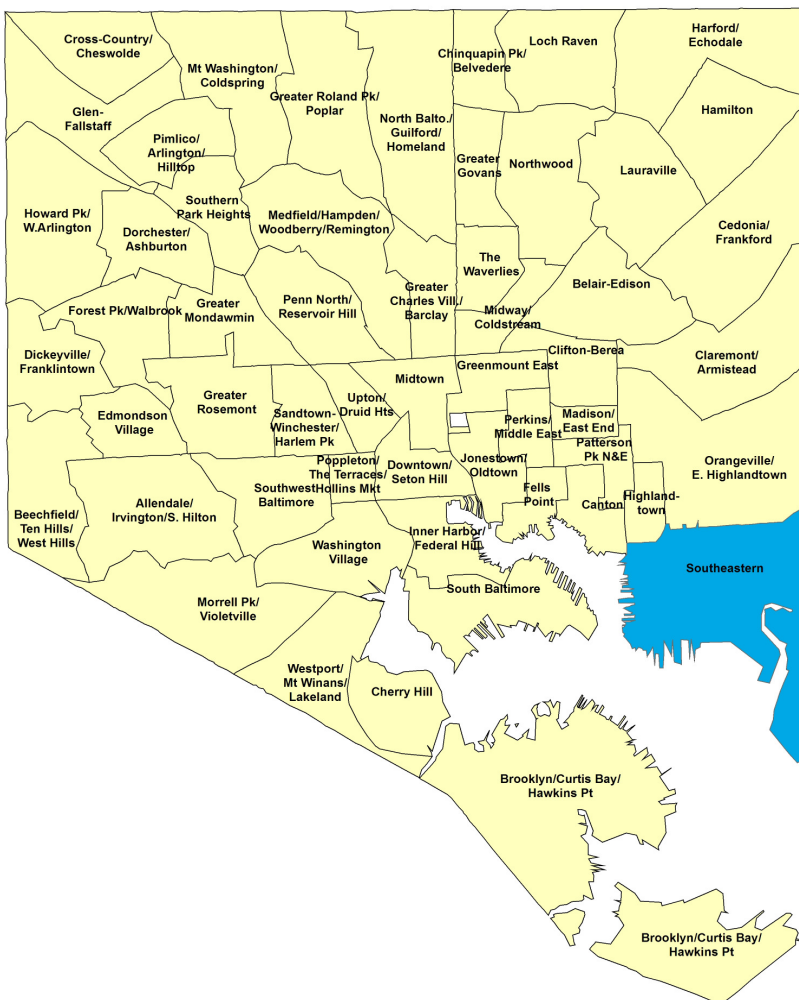 Cross-Country/
Cheswolde
Mt Washington/
Coldspring
Greater Roland Pk/
Poplar
North Balto./
Guilford/
Homeland
Chinquapin Pk/
Belvedere
Loch Raven
Harford/
Echodale
Glen-
Fallstaff
Pimlico/
Arlington/
Hilltop
Greater
Govans
Northwood
Lauraville
Hamilton
Howard Pk/
W.Arlington
Dorchester/
Ashburton
Southern
Park Heights
Medfield/Hampden/
Woodberry/Remington
The
Waverlies
Belair-Edison
Cedonia/
Frankford
Forest Pk/Walbrook
Greater
Mondawmin
Penn North/
Reservoir Hill
Greater
Charles Vill./
Barclay
Midway/
Coldstream
Dickeyville/
Franklintown
Greater
Rosemont
Midtown
Greenmount East
Clifton-Berea
Claremont/
Armistead
Edmondson
Village
Sandtown-
Winchester/
Harlem Pk
Upton/
Druid Hts
Perkins/
Middle East
Madison/
East End
Patterson
Pk N&E
Orangeville/
E. Highlandtown
Beechfield/
Ten Hills/
West Hills
Allendale/
Irvington/S. Hilton
Southwest
Baltimore
Poppleton/
The Terraces/
Hollins Mkt
Downtown/
Seton Hill
Jonestown/
Oldtown
Fells
Point
Canton
Highland-
town
Washington
Village
Inner Harbor/
Federal Hill
Southeastern
Morrell Pk/
Violetville
South Baltimore
Westport/
Mt Winans/
Lakeland
Cherry Hill
Brooklyn/Curtis Bay/
Hawkins Pt
Brooklyn/Curtis Bay/
Hawkins Pt